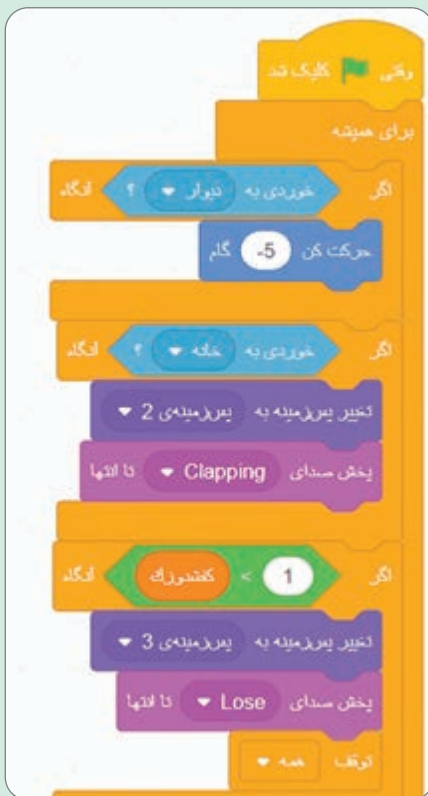 وقتی کلیک شد
برای همیشه
اگر خوردی به دیوار ؟ آنگاه
حرکت کن -5 گام
اگر خوردی به خانه ؟ آنگاه
تغییر پس‌زمینه به پس‌زمینه‌ی 2
پخش صدای Clapping تا انتها
اگر 1 > کفشدوزک آنگاه
تغییر پس‌زمینه به پس‌زمینه‌ی 3
پخش صدای Lose تا انتها
توقف همه